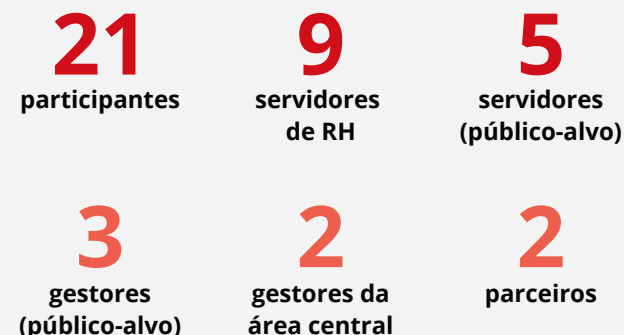 21
participantes
9
servidores
de RH
5
servidores
(público-alvo)
3
gestores
(público-alvo)
2
gestores da
área central
2
parceiros